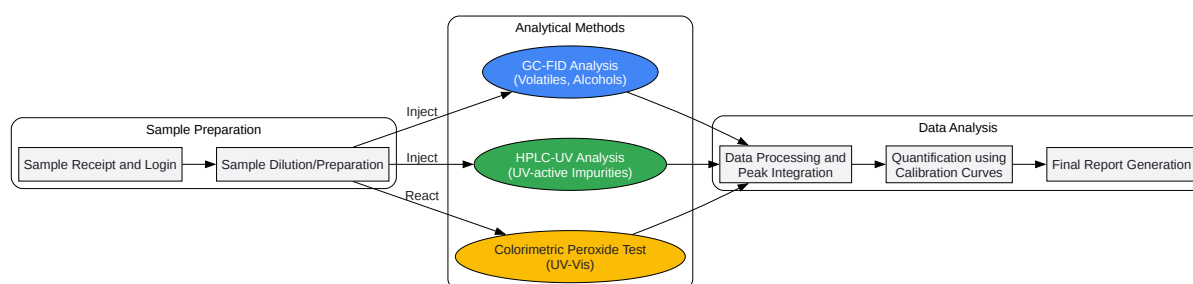 Analytical Methods
GC-FID Analysis
(Volatiles, Alcohols)
Inject
Sample Preparation
Data Analysis
Sample Receipt and Login
Sample Dilution/Preparation
Inject
HPLC-UV Analysis
(UV-active Impurities)
Data Processing and
Peak Integration
Quantification using
Calibration Curves
Final Report Generation
React
Colorimetric Peroxide Test
(UV-Vis)